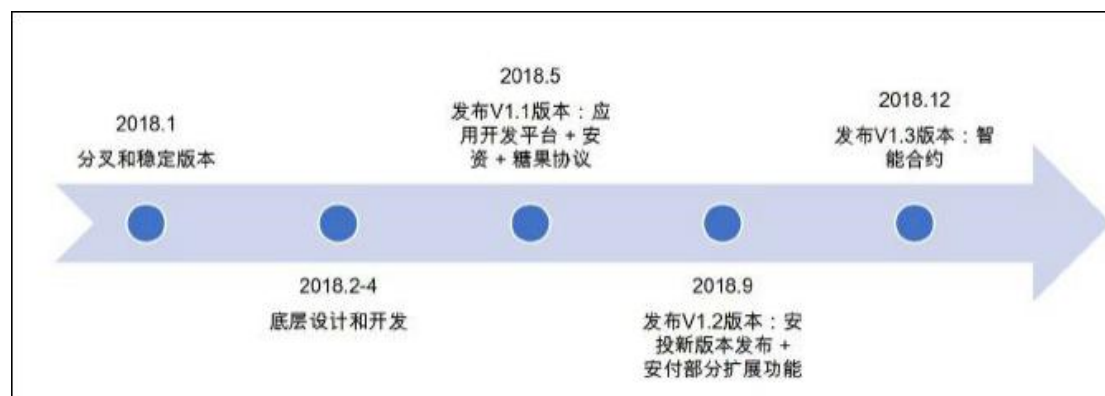 2018.1
分叉和稳定版本
2018.2-4
底层设计和开发
2018.5
发布V1.1版本：应
用开发平台 + 安
资 + 糖果协议
2018.9
发布V1.2版本：安
投新版本发布 +
安付部分扩展功能
2018.12
发布V1.3版本：智
能合约